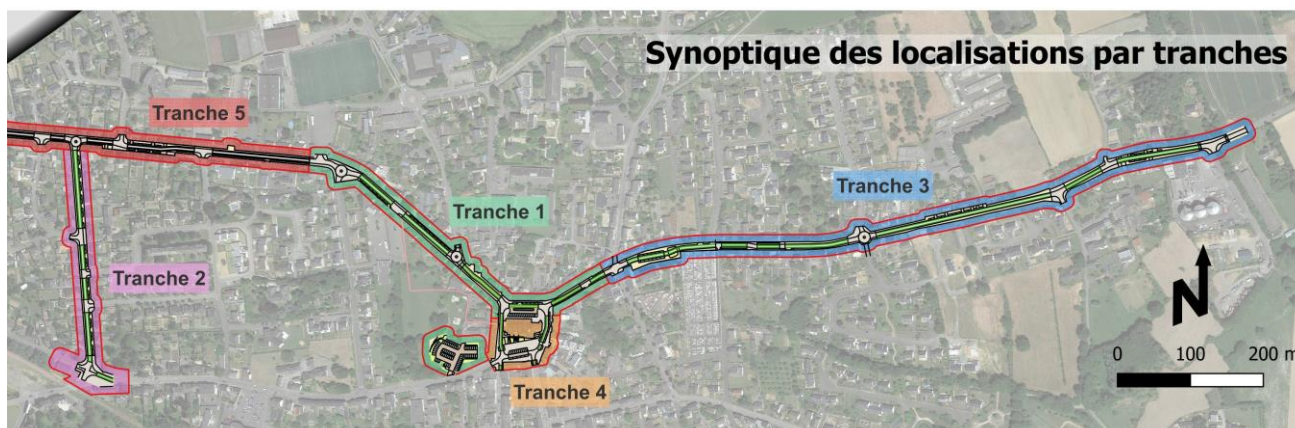 Synoptique des localisations par tranches
Tranche 5
Tranche 1
Tranche 3
Tranche 2
Tranche 4
N
0 100 200 m